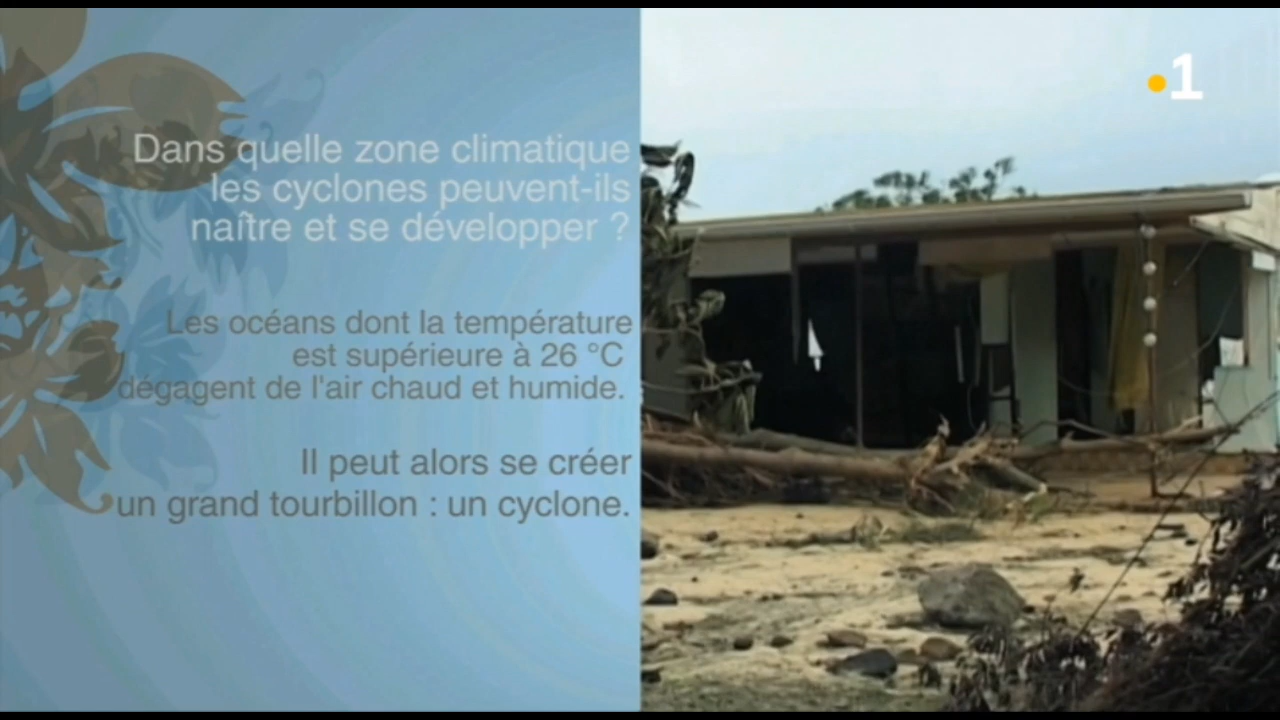 Dans quelle zone climatique
les cyclones peuvent-ils
naître et se développer ?
Les océans dont la température
est supérieure à 26 °C
dégagent de l'air chaud et humide.
Il peut alors se créer
un grand tourbillon : un cyclone.
1